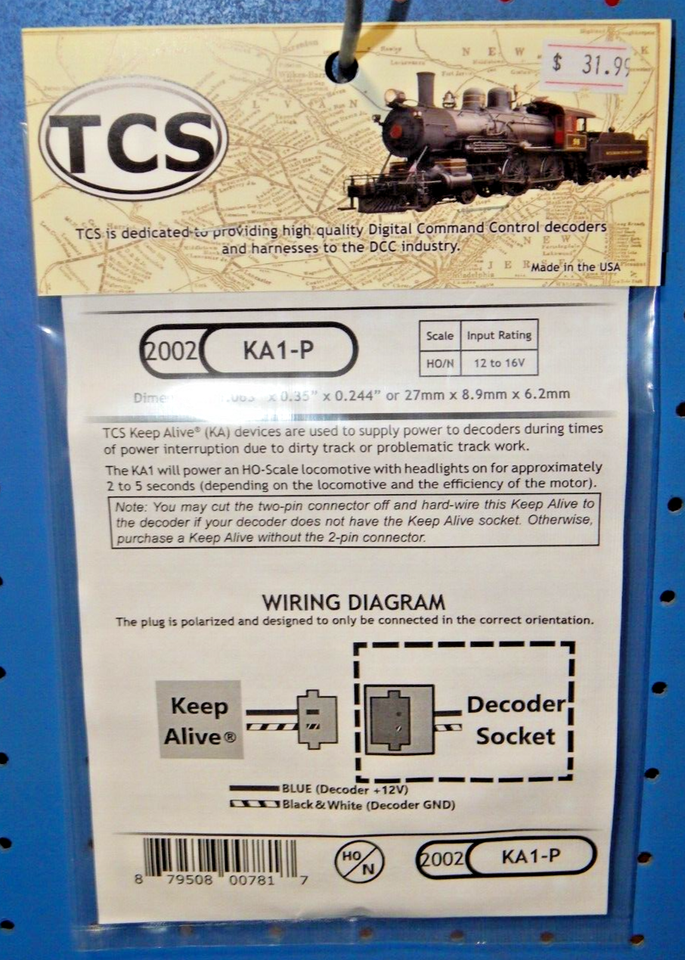 $ 31.99
TCS
TCS is dedicated to providing high quality Digital Command Control decoders
and harnesses to the DCC industry.
Made in the USA
2002 KA1-P
Scale Input Rating
HO/N 12 to 16V
x 0.35" x 0.244" or 27mm x 8.9mm x 6.2mm
TCS Keep Alive® (KA) devices are used to supply power to decoders during times
of power interruption due to dirty track or problematic track work.
The KA1 will power an HO-Scale locomotive with headlights on for approximately
2 to 5 seconds (depending on the locomotive and the efficiency of the motor).
Note: You may cut the two-pin connector off and hard-wire this Keep Alive to
the decoder if your decoder does not have the Keep Alive socket. Otherwise,
purchase a Keep Alive without the 2-pin connector.
WIRING DIAGRAM
The plug is polarized and designed to only be connected in the correct orientation.
Keep
Alive®
Decoder
Socket
BLUE (Decoder +12V)
Black & White (Decoder GND)
8 79508 00781 7
HO/N
2002 KA1-P